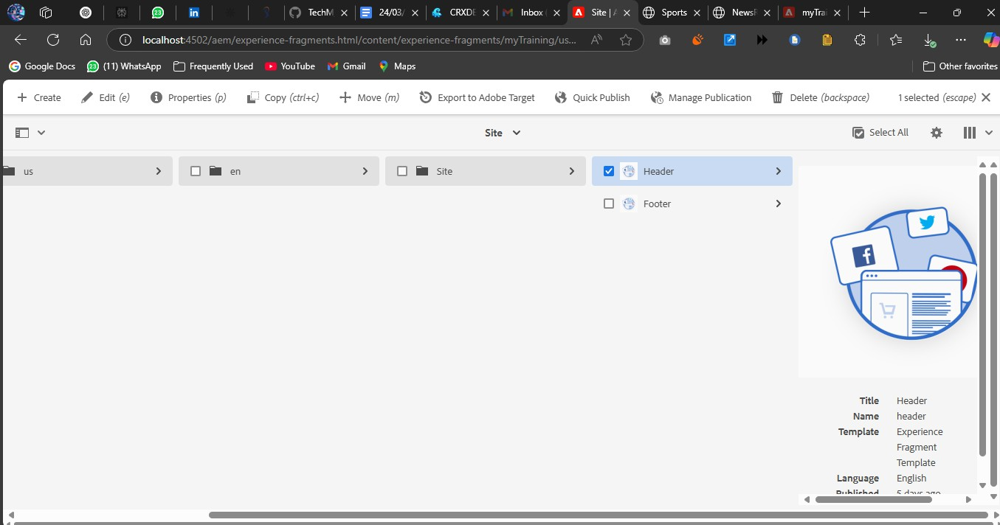 23
TechM
24/03/
CRXDE
Inbox
Site | A
Sports
NewsF
myTrai
localhost:4502/aem/experience-fragments.html/content/experience-fragments/myTraining/us...
Google Docs
23
(11) WhatsApp
Frequently Used
YouTube
Gmail
Maps
Other favorites
Create
Edit (e)
Properties (p)
Copy (ctrl+c)
Move (m)
Export to Adobe Target
Quick Publish
Manage Publication
Delete (backspace)
1 selected (escape)
Site
Select All
us
en
Site
Header
Footer
Title Header
Name header
Template Experience
Fragment
Template
Language English
Published 5 days ago